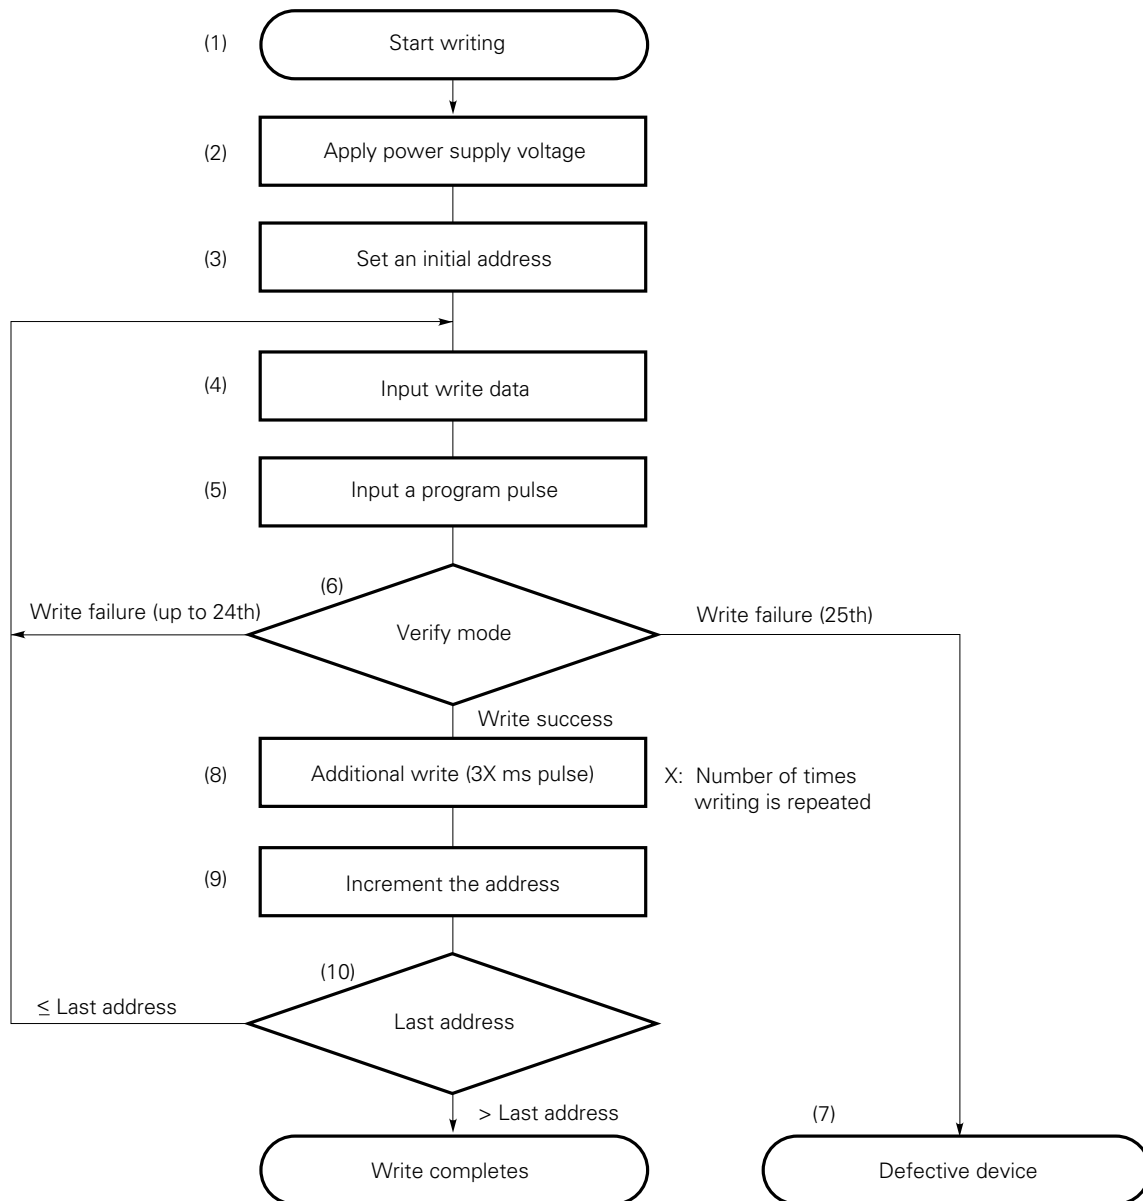 (1) Start writing
(2) Apply power supply voltage
(3) Set an initial address
(4) Input write data
(5) Input a program pulse
(6)
Write failure (up to 24th)
Verify mode
Write failure (25th)
Write success
(8) Additional write (3X ms pulse)
X: Number of times
writing is repeated
(9) Increment the address
(10)
≤ Last address
Last address
> Last address
(7)
Write completes
Defective device